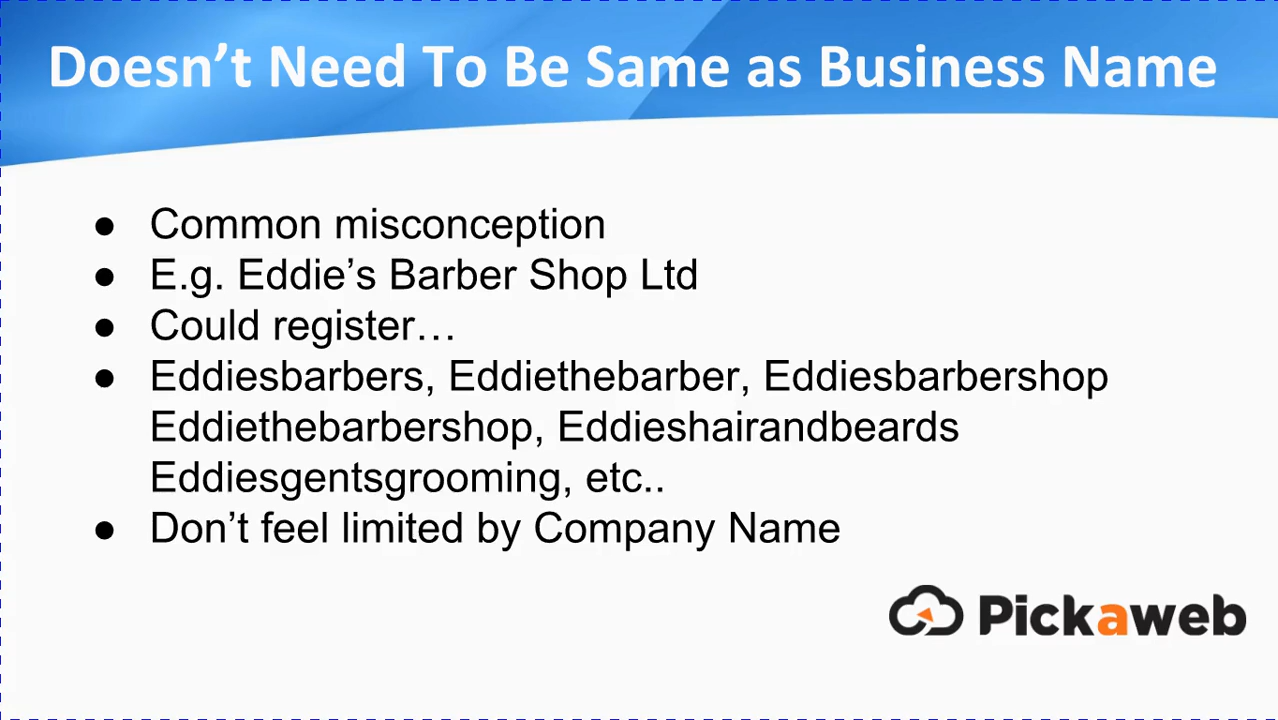 Doesn’t Need To Be Same as Business Name
● Common misconception
● E.g. Eddie’s Barber Shop Ltd
● Could register…
● Eddiesbarbers, Eddiethebarber, Eddiesbarbershop
Eddiethebarbershop, Eddieshairandbeards
Eddiesgentsgrooming, etc..
● Don’t feel limited by Company Name
Pickaweb